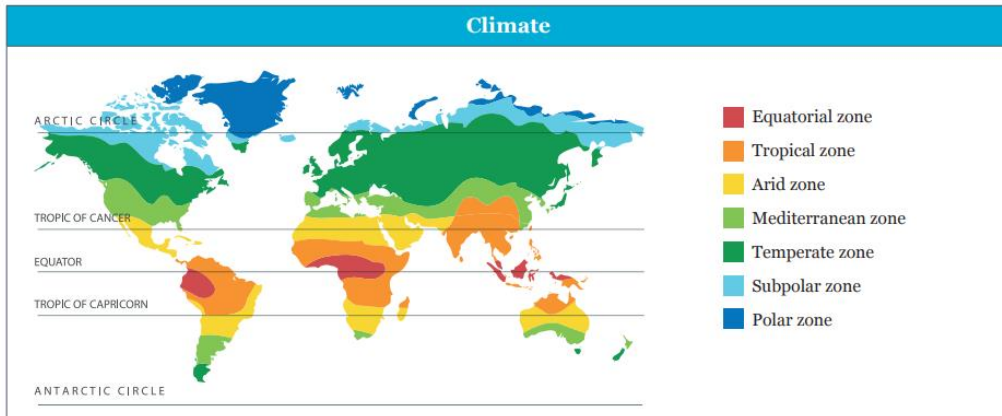 Climate
ARCTIC CIRCLE
TROPIC OF CANCER
EQUATOR
TROPIC OF CAPRICORN
ANTARCTIC CIRCLE
Equatorial zone
Tropical zone
Arid zone
Mediterranean zone
Temperate zone
Subpolar zone
Polar zone